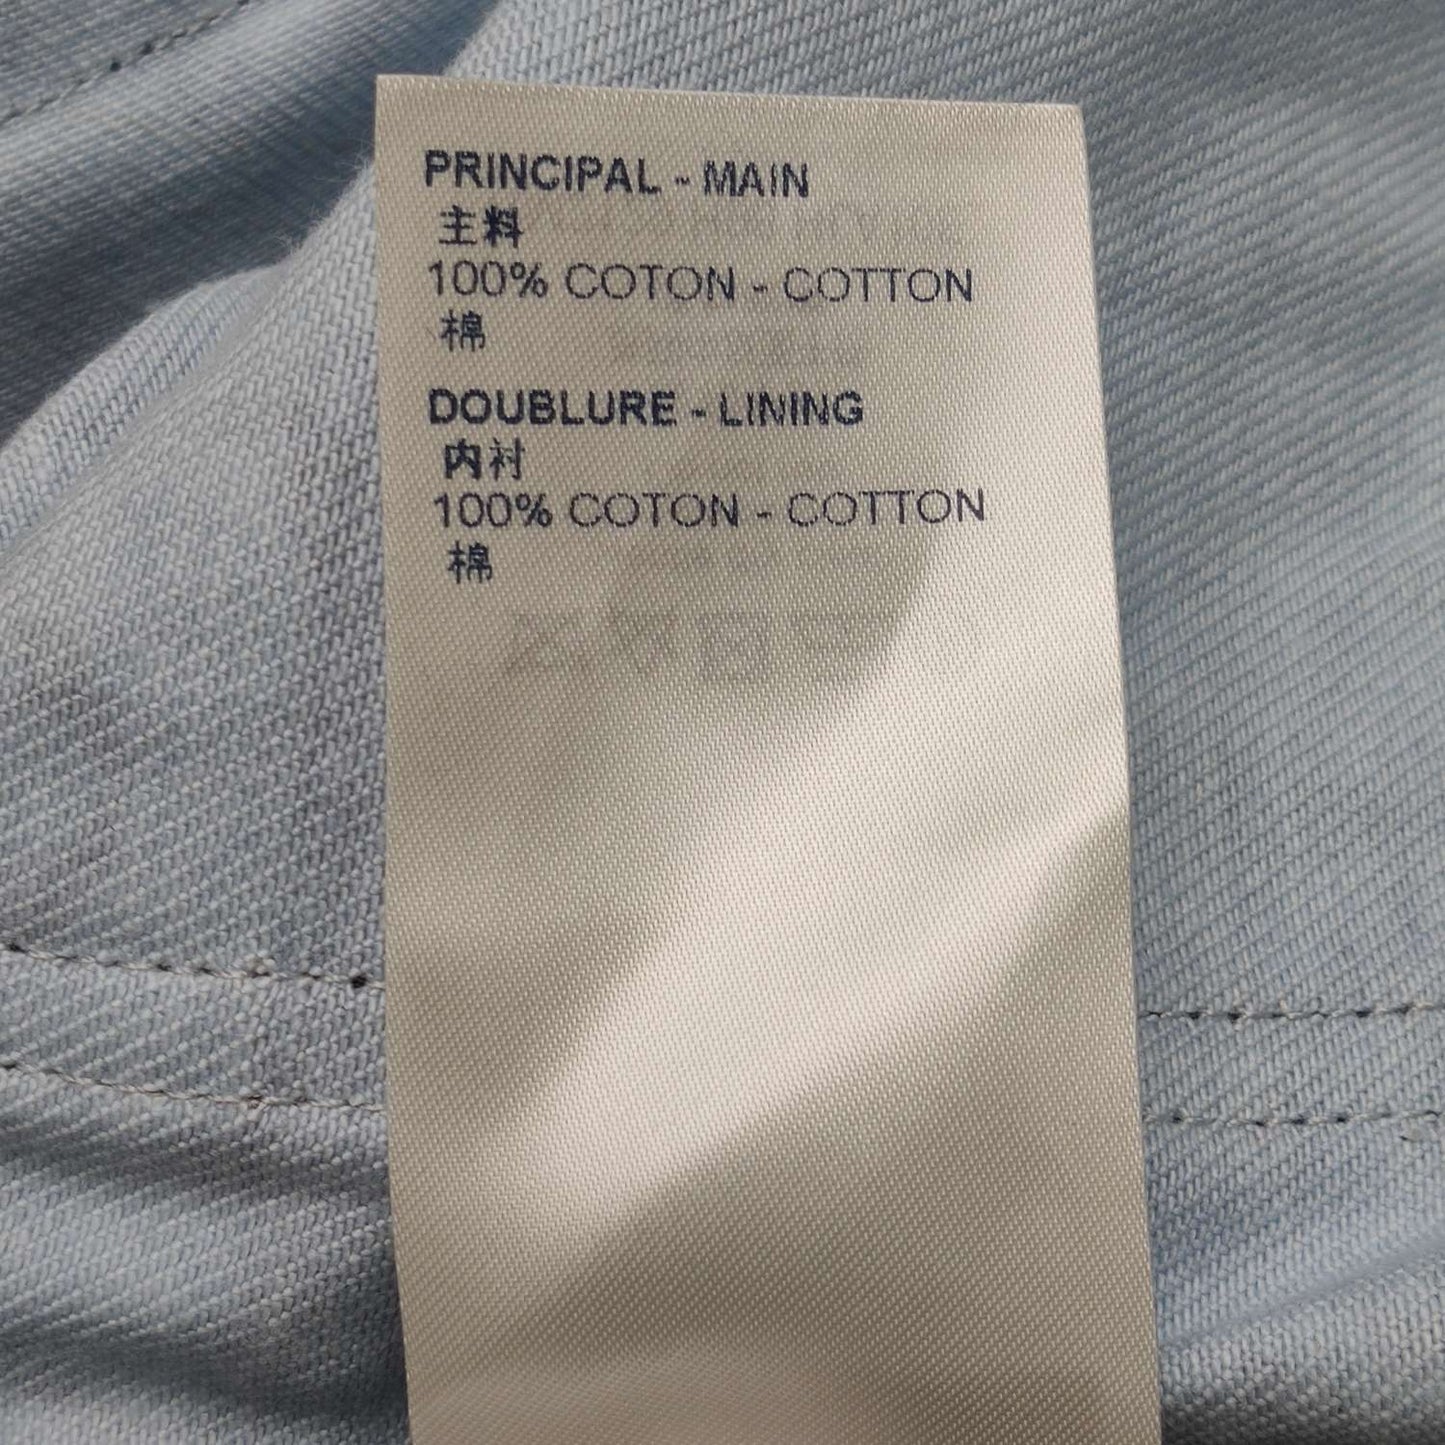 PRINCIPAL - MAIN
主料
100% COTON - COTTON
棉
DOUBLURE - LINING
内衬
100% COTON - COTTON
棉